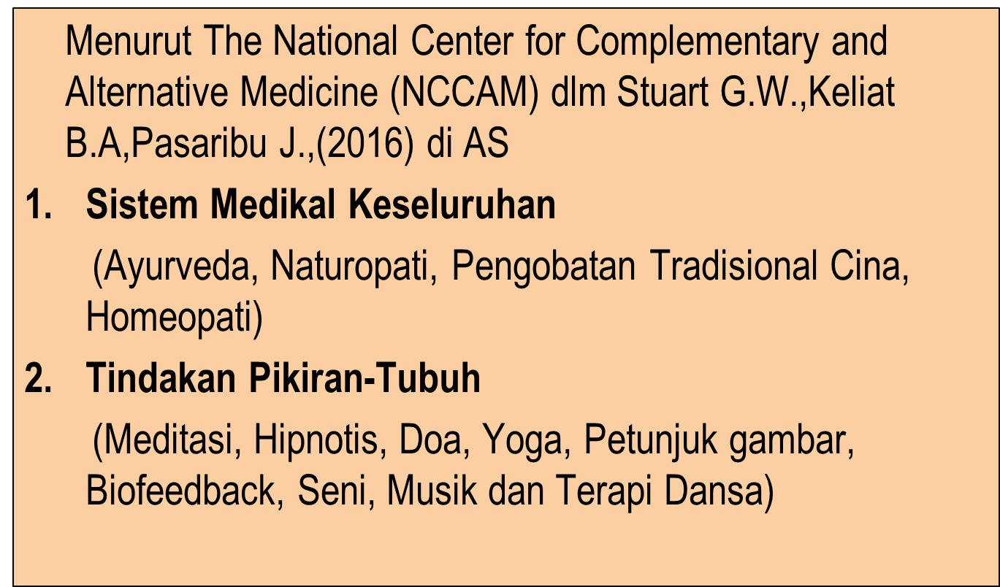 Menurut The National Center for Complementary and
Alternative Medicine (NCCAM) dlm Stuart G.W.,Keliat
B.A,Pasaribu J.,(2016) di AS
1. Sistem Medikal Keseluruhan
(Ayurveda, Naturopati, Pengobatan Tradisional Cina,
Homeopati)
2. Tindakan Pikiran-Tubuh
(Meditasi, Hipnotis, Doa, Yoga, Petunjuk gambar,
Biofeedback, Seni, Musik dan Terapi Dansa)